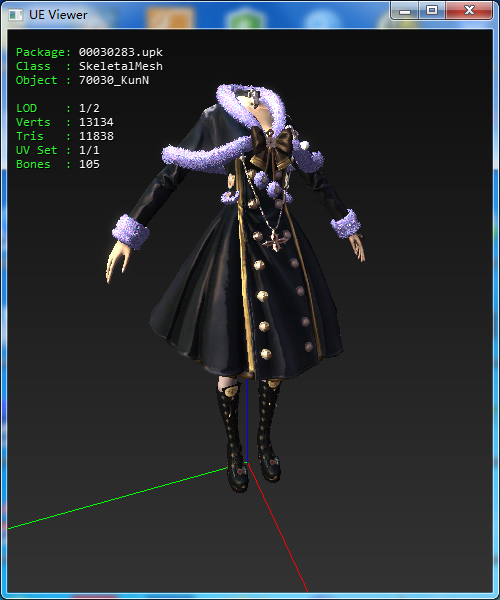 UE Viewer
Package: 00030283.upk
Class : SkeletalMesh
Object : 70030_KunN
LOD : 1/2
Verts : 13134
Tris : 11838
UV Set : 1/1
Bones : 105